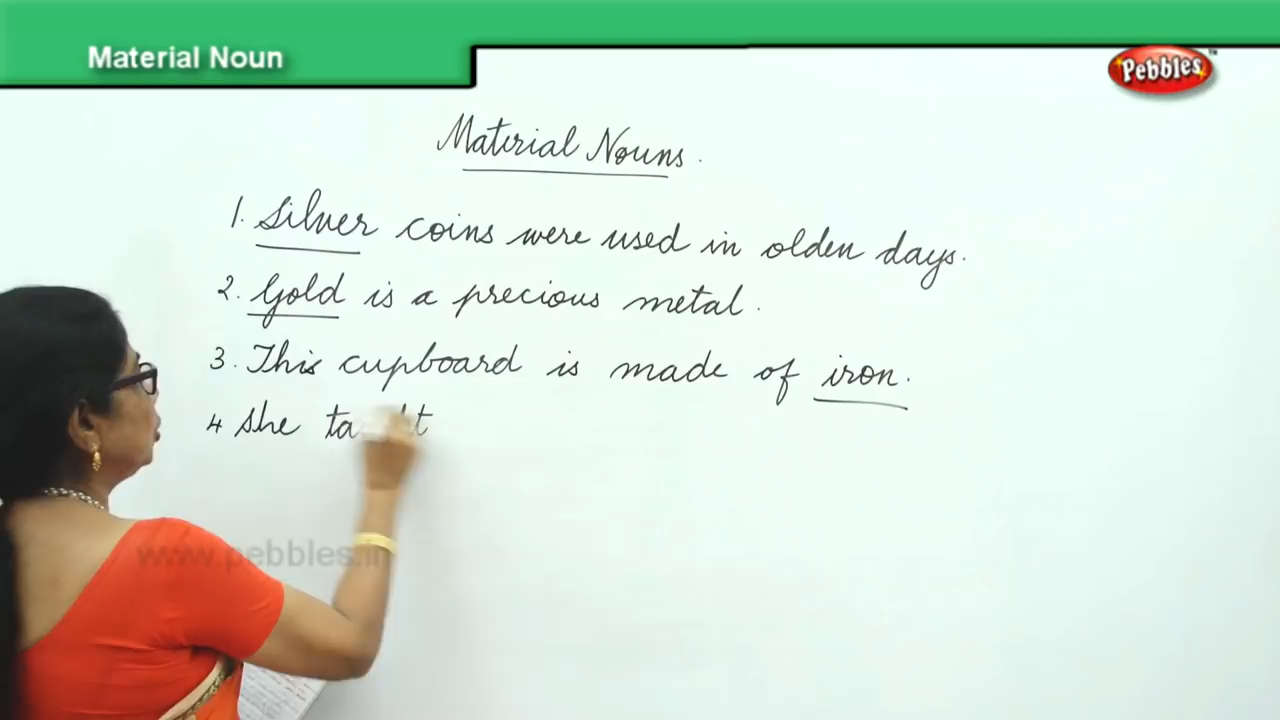 Material Noun
Pebbles™
Material Nouns.
1. Silver coins were used in olden days.
2. Gold is a precious metal.
3. This cupboard is made of iron.
4 She
www.pebbles.in